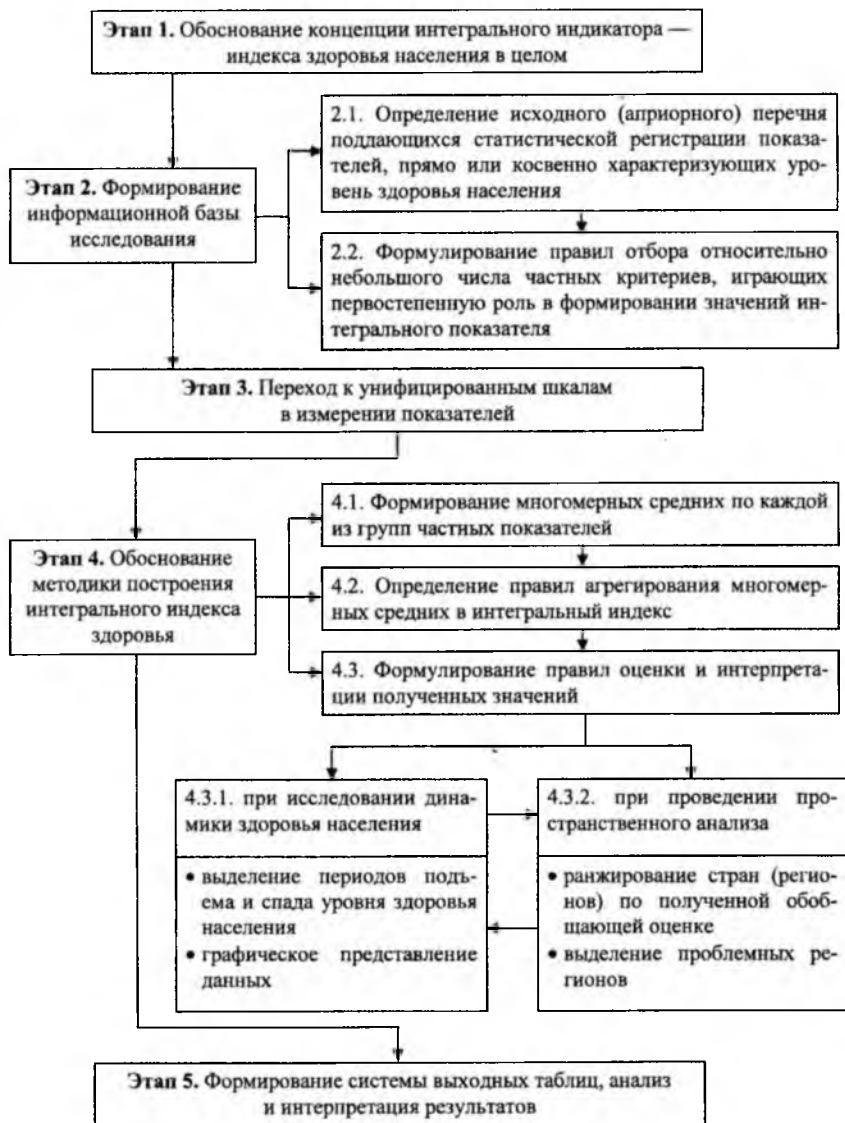 Этап 1. Обоснование концепции интегрального индикатора —
индекса здоровья населения в целом
2.1. Определение исходного (априорного) перечня
поддающихся статистической регистрации показа-
телей, прямо или косвенно характеризующих уро-
вень здоровья населения
Этап 2. Формирование
информационной базы
исследования
2.2. Формулирование правил отбора относительно
небольшого числа частных критериев, играющих
первостепенную роль в формировании значений ин-
тегрального показателя
Этап 3. Переход к унифицированным шкалам
в измерении показателей
4.1. Формирование многомерных средних по каждой
из групп частных показателей
Этап 4. Обоснование
методики построения
интегрального индекса
здоровья
4.2. Определение правил агрегирования многомер-
ных средних в интегральный индекс
4.3. Формулирование правил оценки и интерпрета-
ции полученных значений
4.3.1. при исследовании дина-
мики здоровья населения
• выделение периодов подъ-
ема и спада уровня здоровья
населения
• графическое представление
данных
4.3.2. при проведении про-
странственного анализа
• ранжирование стран (регио-
нов) по полученной обоб-
щающей оценке
• выделение проблемных ре-
гионов
Этап 5. Формирование системы выходных таблиц, анализ
и интерпретация результатов